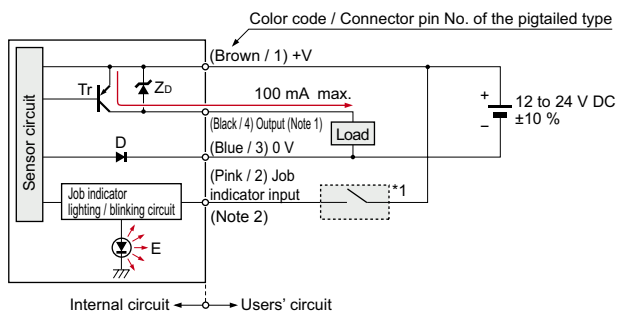 Color code / Connector pin No. of the pigtailed type
(Brown / 1) +V
Tr
ZD
100 mA max.
+
12 to 24 V DC
±10 %
−
(Black / 4) Output (Note 1)
Load
Sensor circuit
D
(Blue / 3) 0 V
(Pink / 2) Job
indicator input
(Note 2)
*1
Job indicator
lighting / blinking circuit
E
Internal circuit
Users' circuit